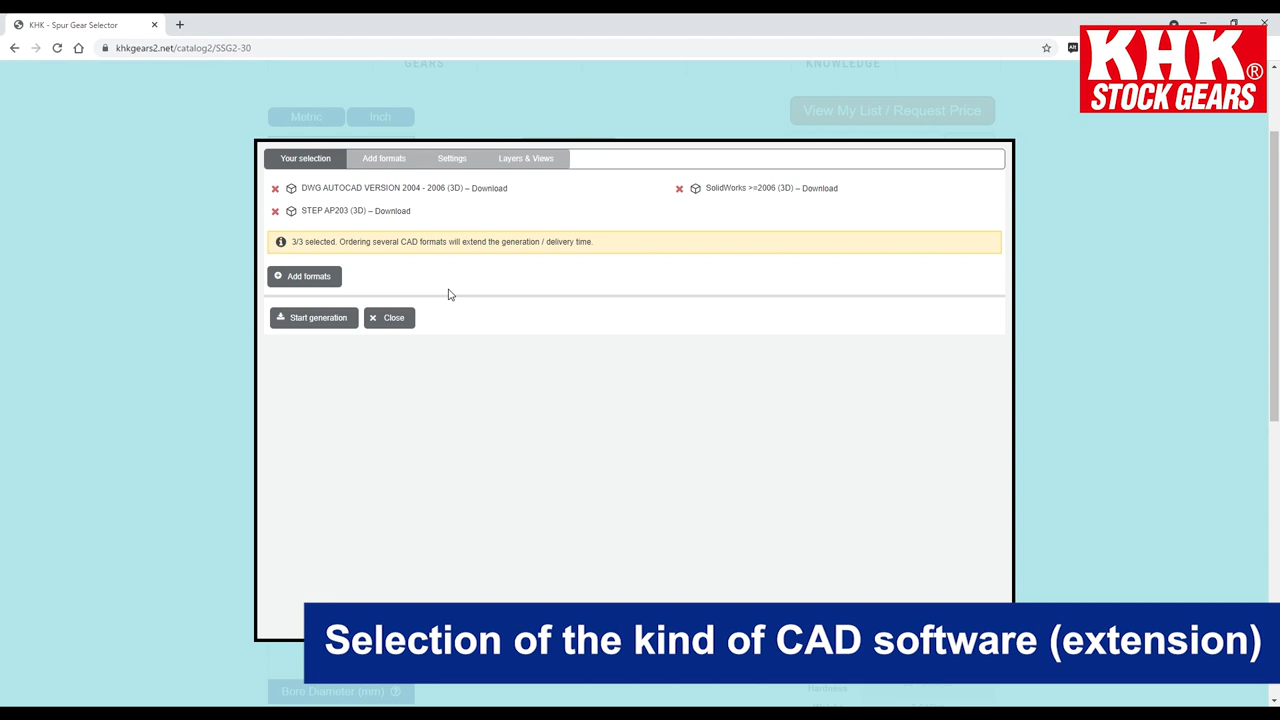 KHK - Spur Gear Selector
khkgears2.net/catalog2/SSG2-30
KHK®
STOCK GEARS
GEARS
KNOWLEDGE
Metric
Inch
View My List / Request Price
Your selection
Add formats
Settings
Layers & Views
DWG AUTOCAD VERSION 2004 - 2006 (3D) – Download
SolidWorks >=2006 (3D) – Download
STEP AP203 (3D) – Download
3/3 selected. Ordering several CAD formats will extend the generation / delivery time.
Add formats
Start generation
Close
Selection of the kind of CAD software (extension)
Bore Diameter (mm)
Hardness